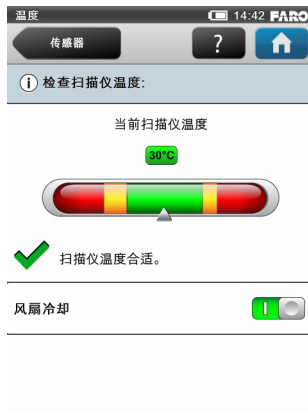 温度 14:42 FARO
传感器 ?
i 检查扫描仪温度:
当前扫描仪温度
30°C
扫描仪温度合适。
风扇冷却 I